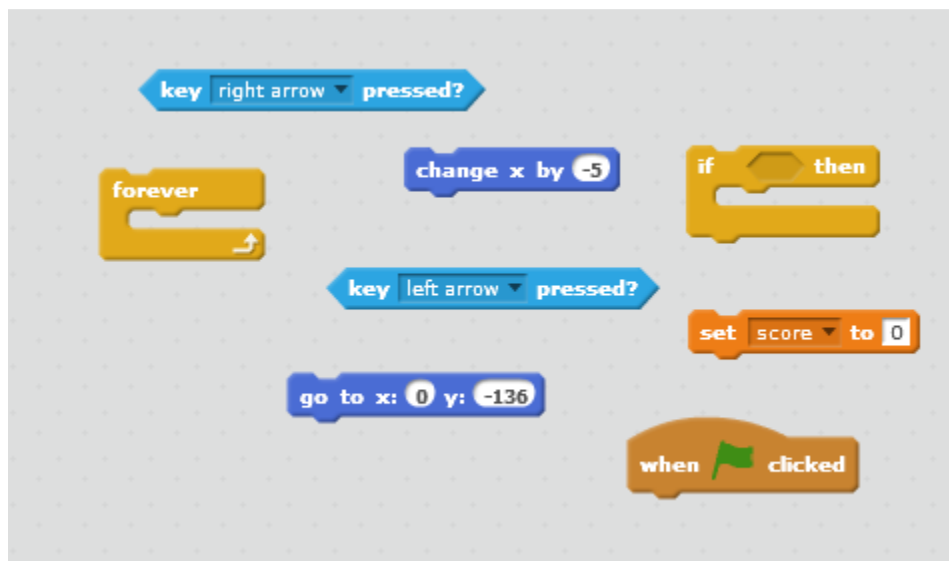 key right arrow pressed?
change x by -5
if then
forever
key left arrow pressed?
set score to 0
go to x: 0 y: -136
when clicked